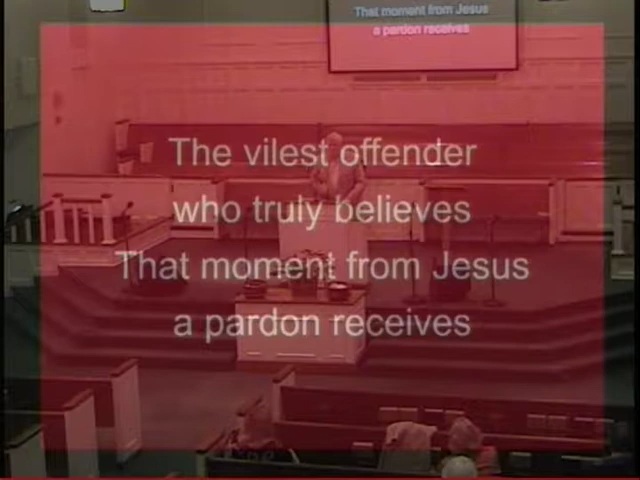 That moment from Jesus
a pardon receives
The vilest offender
who truly believes
That moment from Jesus
a pardon receives